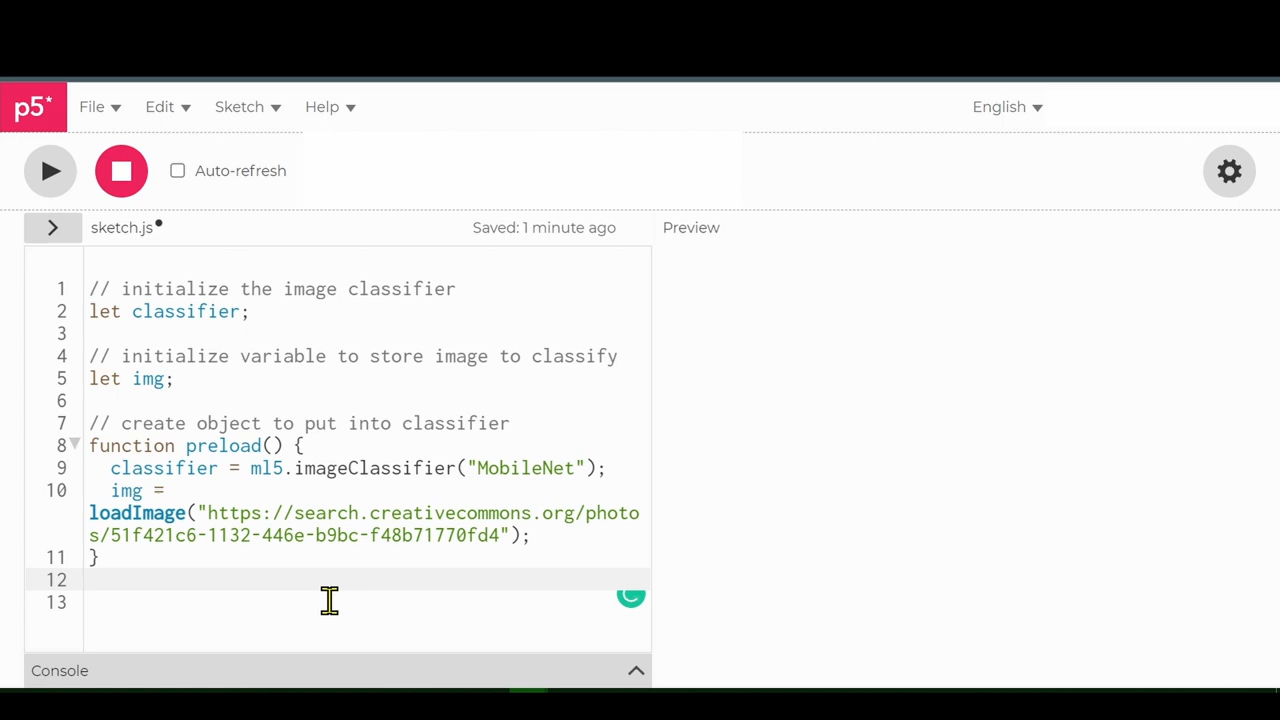 p5* File Edit Sketch Help English
Auto-refresh
sketch.js Saved: 1 minute ago Preview
1 // initialize the image classifier
2 let classifier;
3
4 // initialize variable to store image to classify
5 let img;
6
7 // create object to put into classifier
8 function preload() {
9 classifier = ml5.imageClassifier("MobileNet");
10 img =
loadImage("https://search.creativecommons.org/photo
s/51f421c6-1132-446e-b9bc-f48b71770fd4");
11 }
12
13
Console